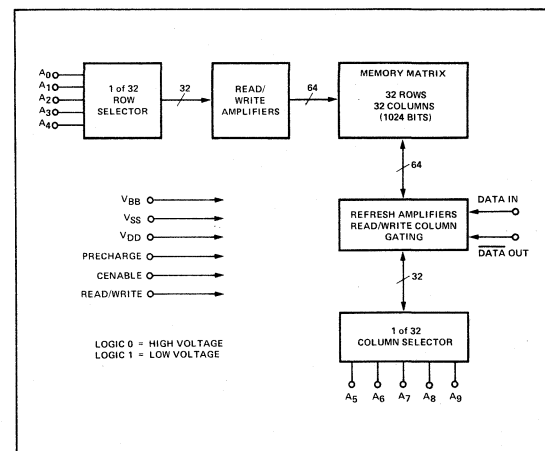 A0
A1
A2
A3
A4
1 of 32
ROW
SELECTOR
32
READ/
WRITE
AMPLIFIERS
64
MEMORY MATRIX
32 ROWS
32 COLUMNS
(1024 BITS)
64
VBB
VSS
VDD
PRECHARGE
CENABLE
READ/WRITE
REFRESH AMPLIFIERS
READ/WRITE COLUMN
GATING
DATA IN
DATA OUT
32
LOGIC 0 = HIGH VOLTAGE
LOGIC 1 = LOW VOLTAGE
1 of 32
COLUMN SELECTOR
A5 A6 A7 A8 A9